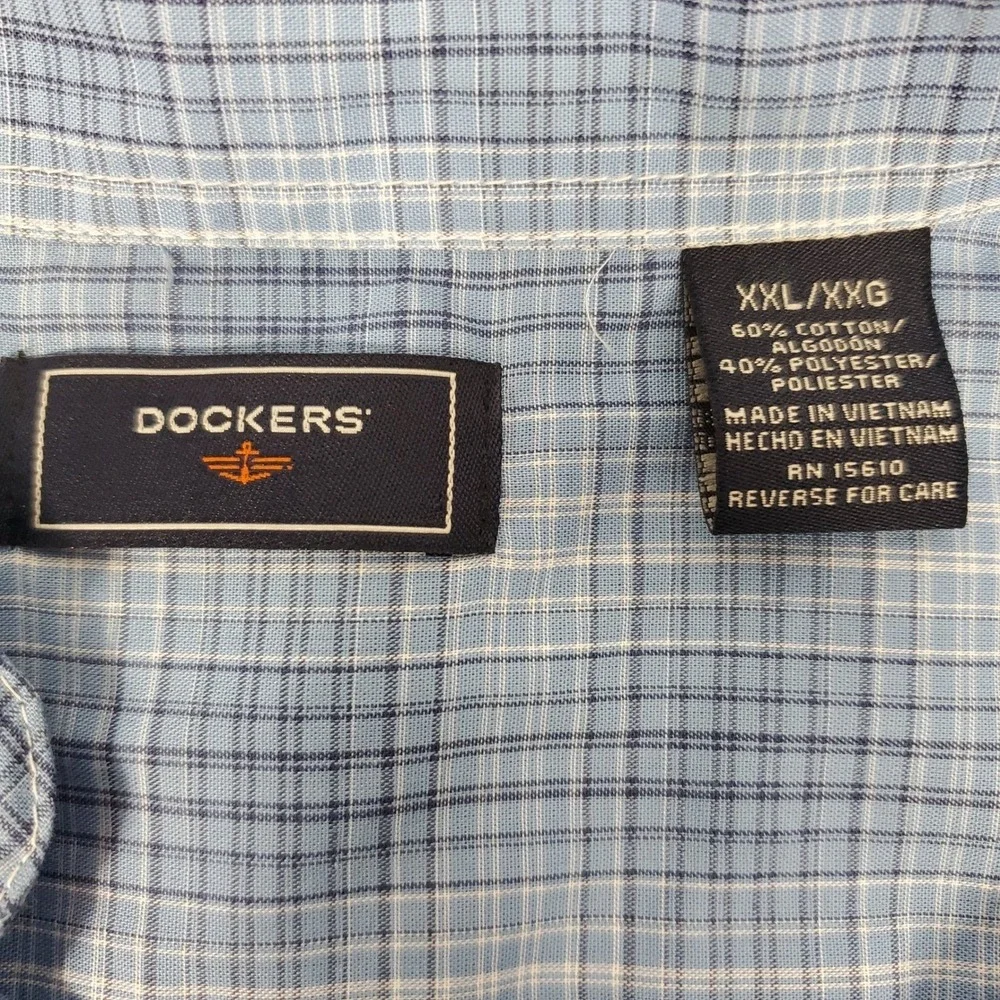 DOCKERS
XXL/XXG
60% COTTON/
ALGODÓN
40% POLYESTER/
POLIESTER
MADE IN VIETNAM
HECHO EN VIETNAM
RN 15610
REVERSE FOR CARE